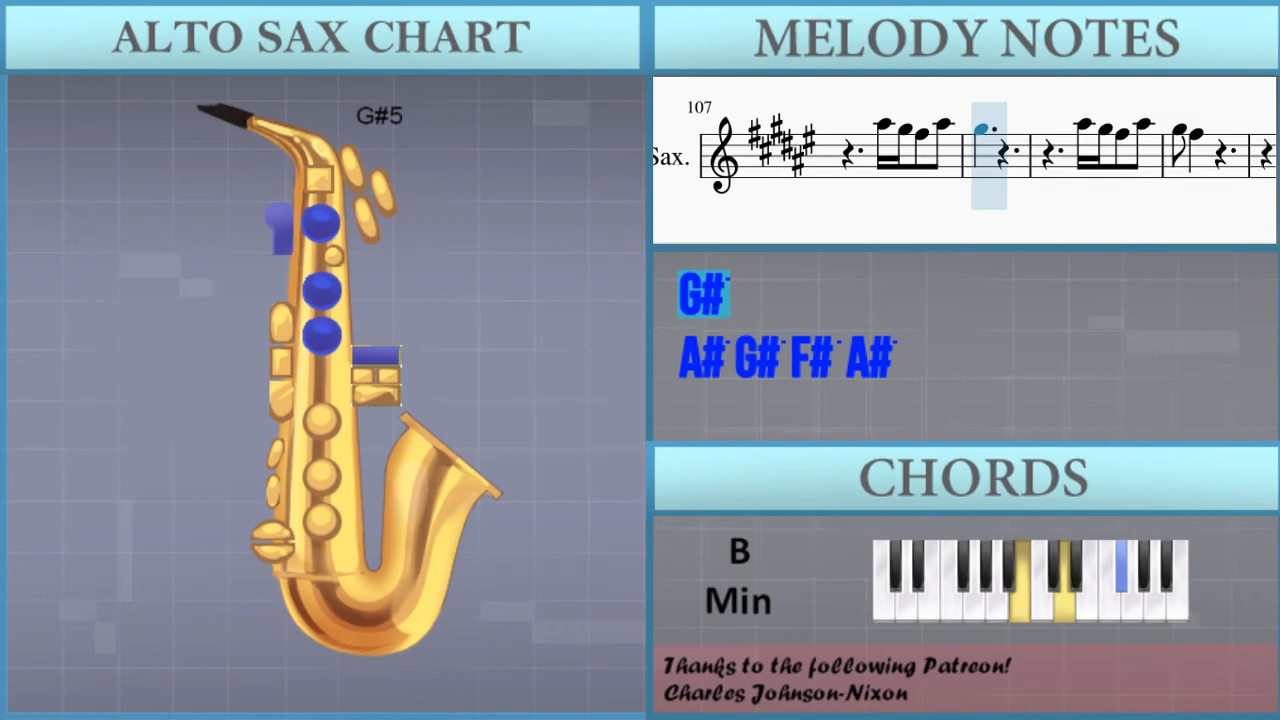 ALTO SAX CHART
G#5
MELODY NOTES
107
Sax.
G#
A# G# F# A#
CHORDS
B
Min
Thanks to the following Patreon!
Charles Johnson-Nixon